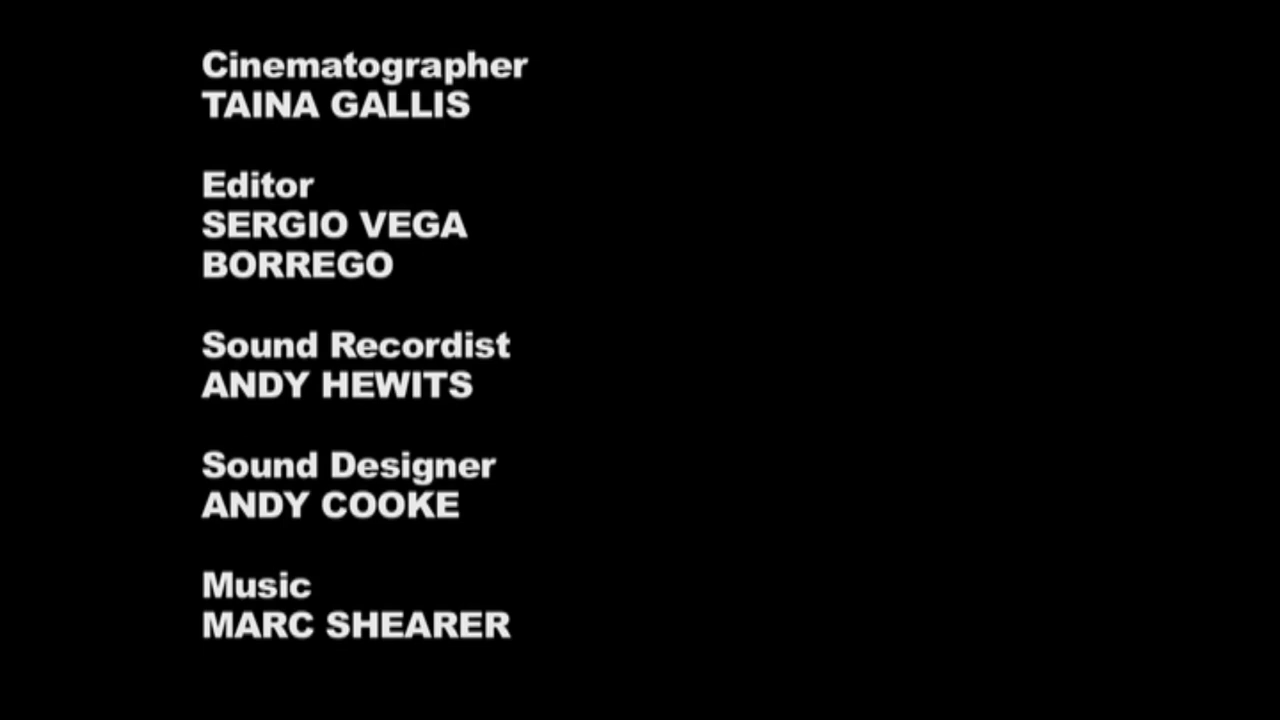 Cinematographer
TAINA GALLIS
Editor
SERGIO VEGA
BORREGO
Sound Recordist
ANDY HEWITS
Sound Designer
ANDY COOKE
Music
MARC SHEARER